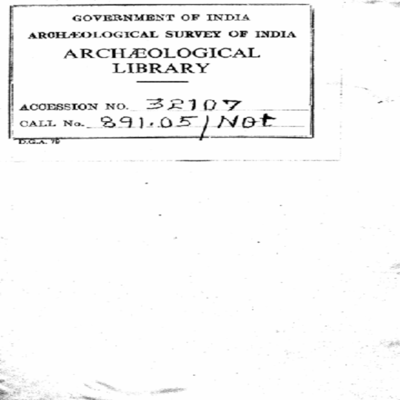 GOVERNMENT OF INDIA
ARCHÆOLOGICAL SURVEY OF INDIA
ARCHÆOLOGICAL
LIBRARY
ACCESSION NO. 32107
CALL No. 891.05/Not
D.G.A. 79